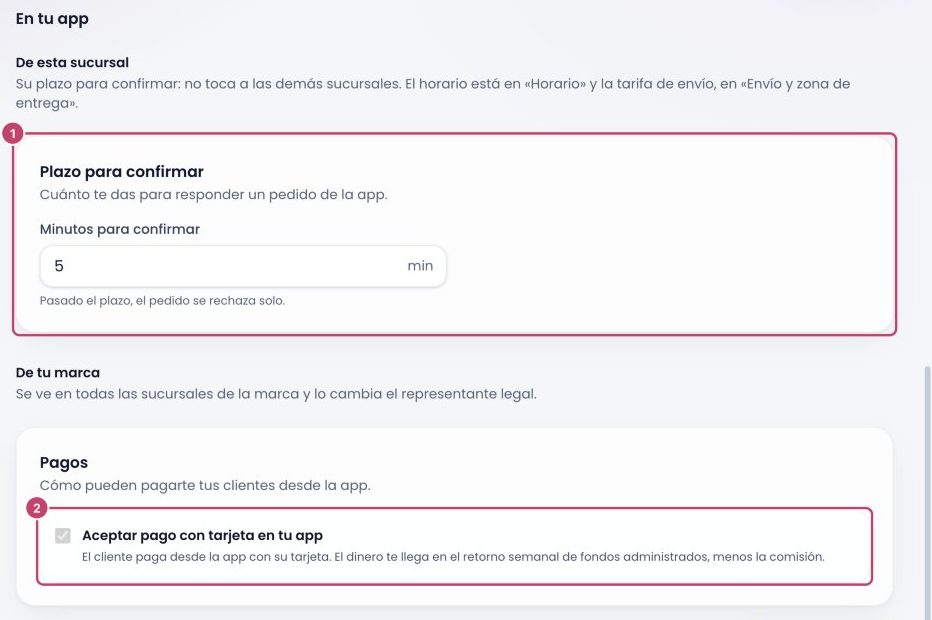 En tu app
De esta sucursal
Su plazo para confirmar: no toca a las demás sucursales. El horario está en «Horario» y la tarifa de envío, en «Envío y zona de
entrega».
1
Plazo para confirmar
Cuánto te das para responder un pedido de la app.
Minutos para confirmar
5 min
Pasado el plazo, el pedido se rechaza solo.
De tu marca
Se ve en todas las sucursales de la marca y lo cambia el representante legal.
Pagos
Cómo pueden pagarte tus clientes desde la app.
2
Aceptar pago con tarjeta en tu app
El cliente paga desde la app con su tarjeta. El dinero te llega en el retorno semanal de fondos administrados, menos la comisión.